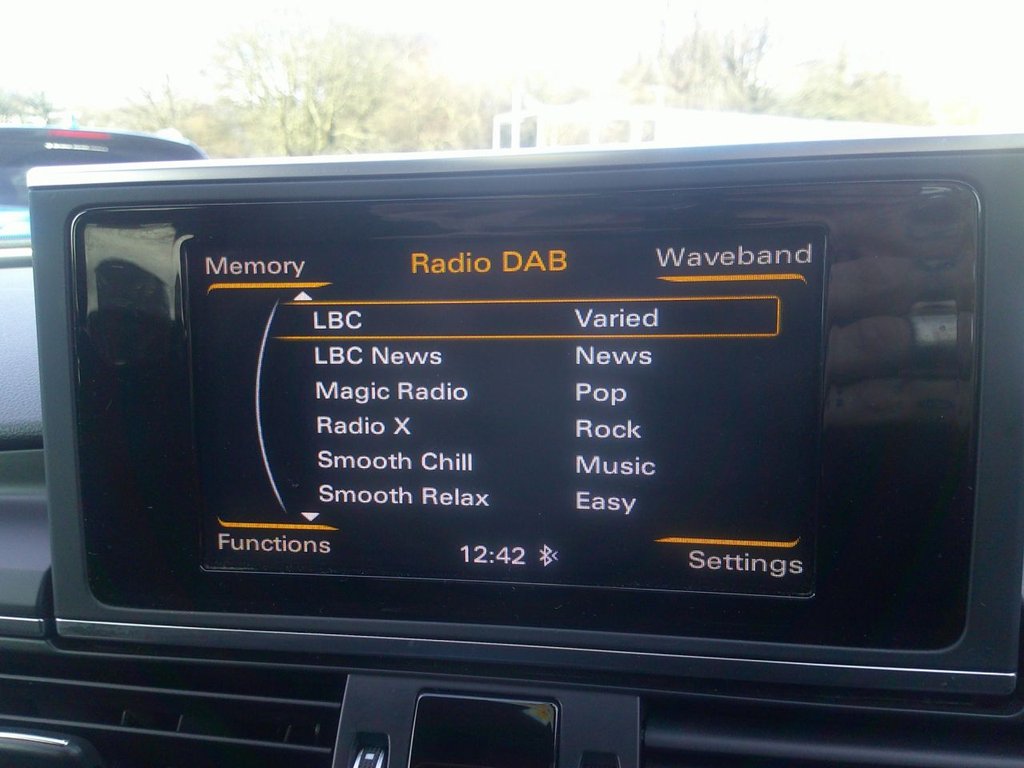 Memory Radio DAB Waveband
LBC Varied
LBC News News
Magic Radio Pop
Radio X Rock
Smooth Chill Music
Smooth Relax Easy
Functions 12:42 Settings